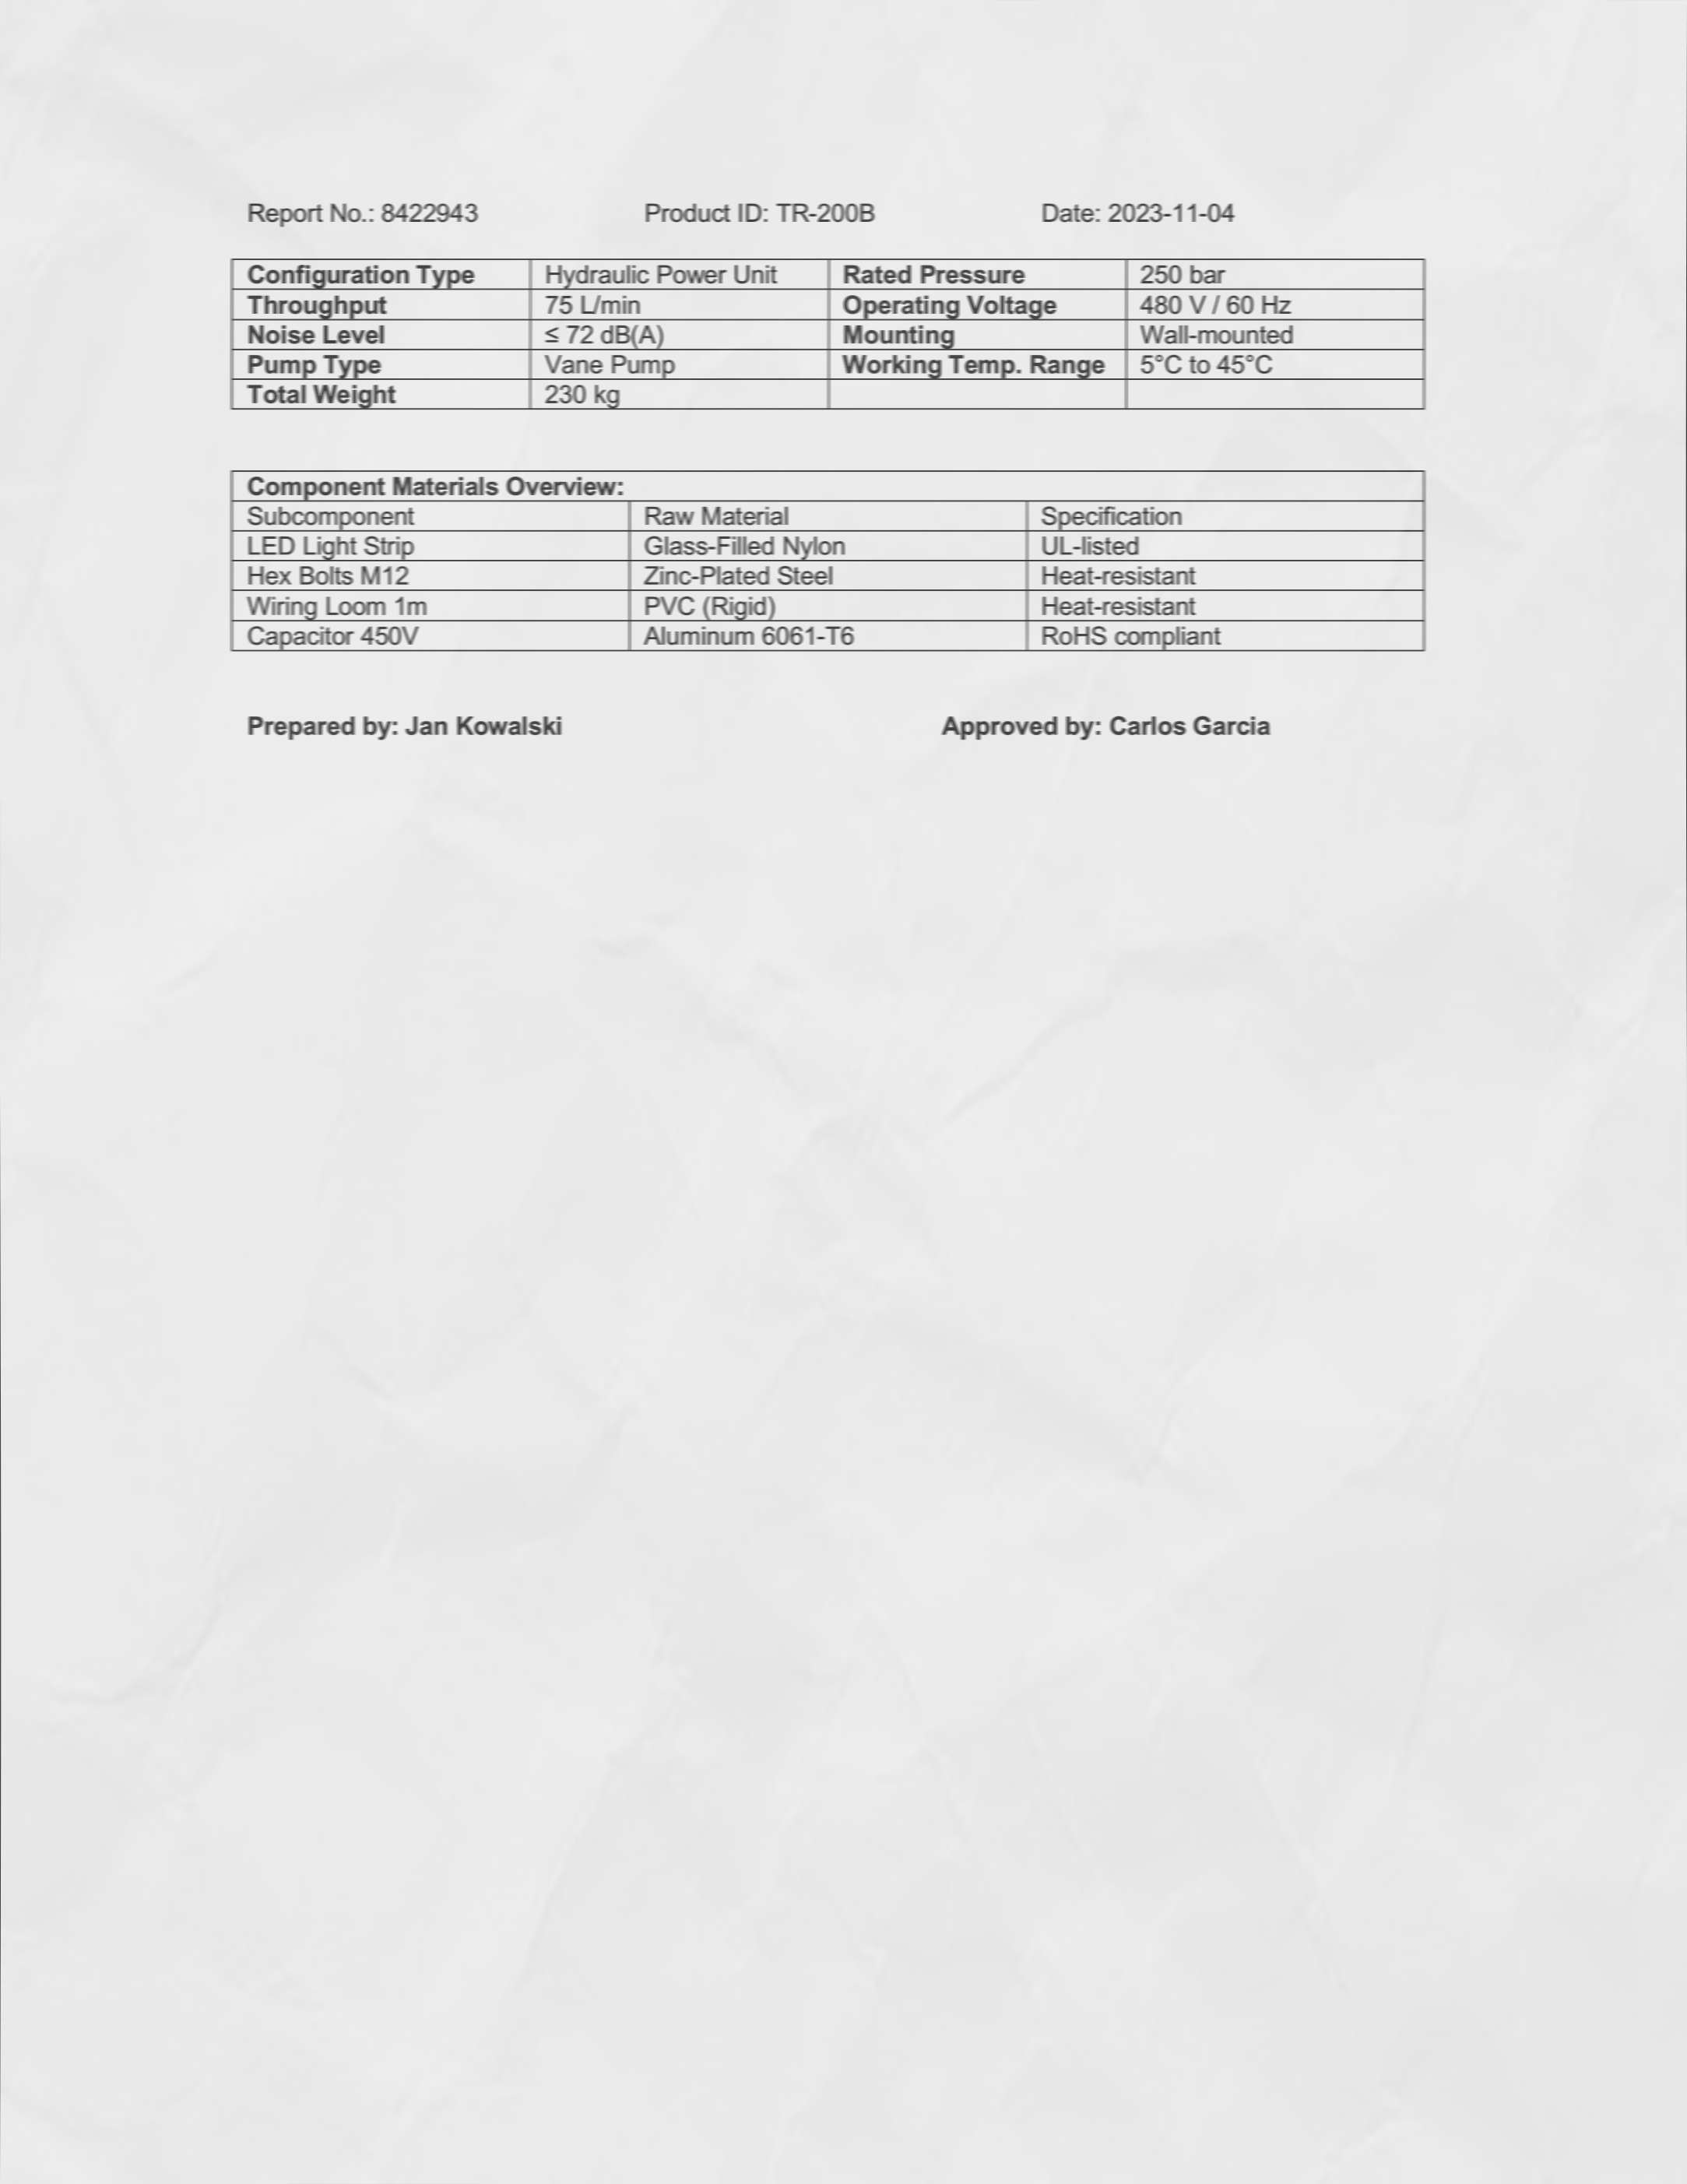 Report No.: 8422943 Product ID: TR-200B Date: 2023-11-04
Configuration Type Hydraulic Power Unit Rated Pressure 250 bar
Throughput 75 L/min Operating Voltage 480 V / 60 Hz
Noise Level ≤ 72 dB(A) Mounting Wall-mounted
Pump Type Vane Pump Working Temp. Range 5°C to 45°C
Total Weight 230 kg
Component Materials Overview:
Subcomponent Raw Material Specification
LED Light Strip Glass-Filled Nylon UL-listed
Hex Bolts M12 Zinc-Plated Steel Heat-resistant
Wiring Loom 1m PVC (Rigid) Heat-resistant
Capacitor 450V Aluminum 6061-T6 RoHS compliant
Prepared by: Jan Kowalski Approved by: Carlos Garcia